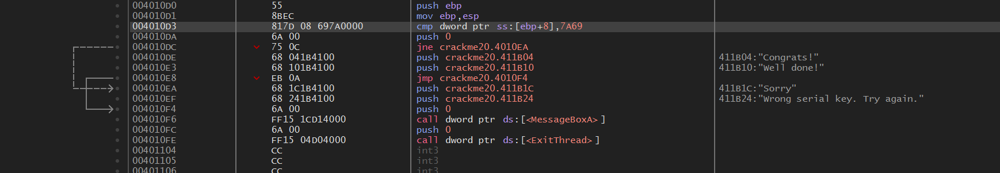 004010D0 55 push ebp
004010D1 8BEC mov ebp,esp
004010D3 817D 08 697A0000 cmp dword ptr ss:[ebp+8],7A69
004010DA 6A 00 push 0
004010DC 75 0C jne crackme20.4010EA
004010DE 68 041B4100 push crackme20.411B04 411B04:"Congrats!"
004010E3 68 101B4100 push crackme20.411B10 411B10:"Well done!"
004010E8 EB 0A jmp crackme20.4010F4
004010EA 68 1C1B4100 push crackme20.411B1C 411B1C:"Sorry"
004010EF 68 241B4100 push crackme20.411B24 411B24:"Wrong serial key. Try again."
004010F4 6A 00 push 0
004010F6 FF15 1CD14000 call dword ptr ds:[<MessageBoxA>]
004010FC 6A 00 push 0
004010FE FF15 04D04000 call dword ptr ds:[<ExitThread>]
00401104 CC int3
00401105 CC int3
00401106 CC int3